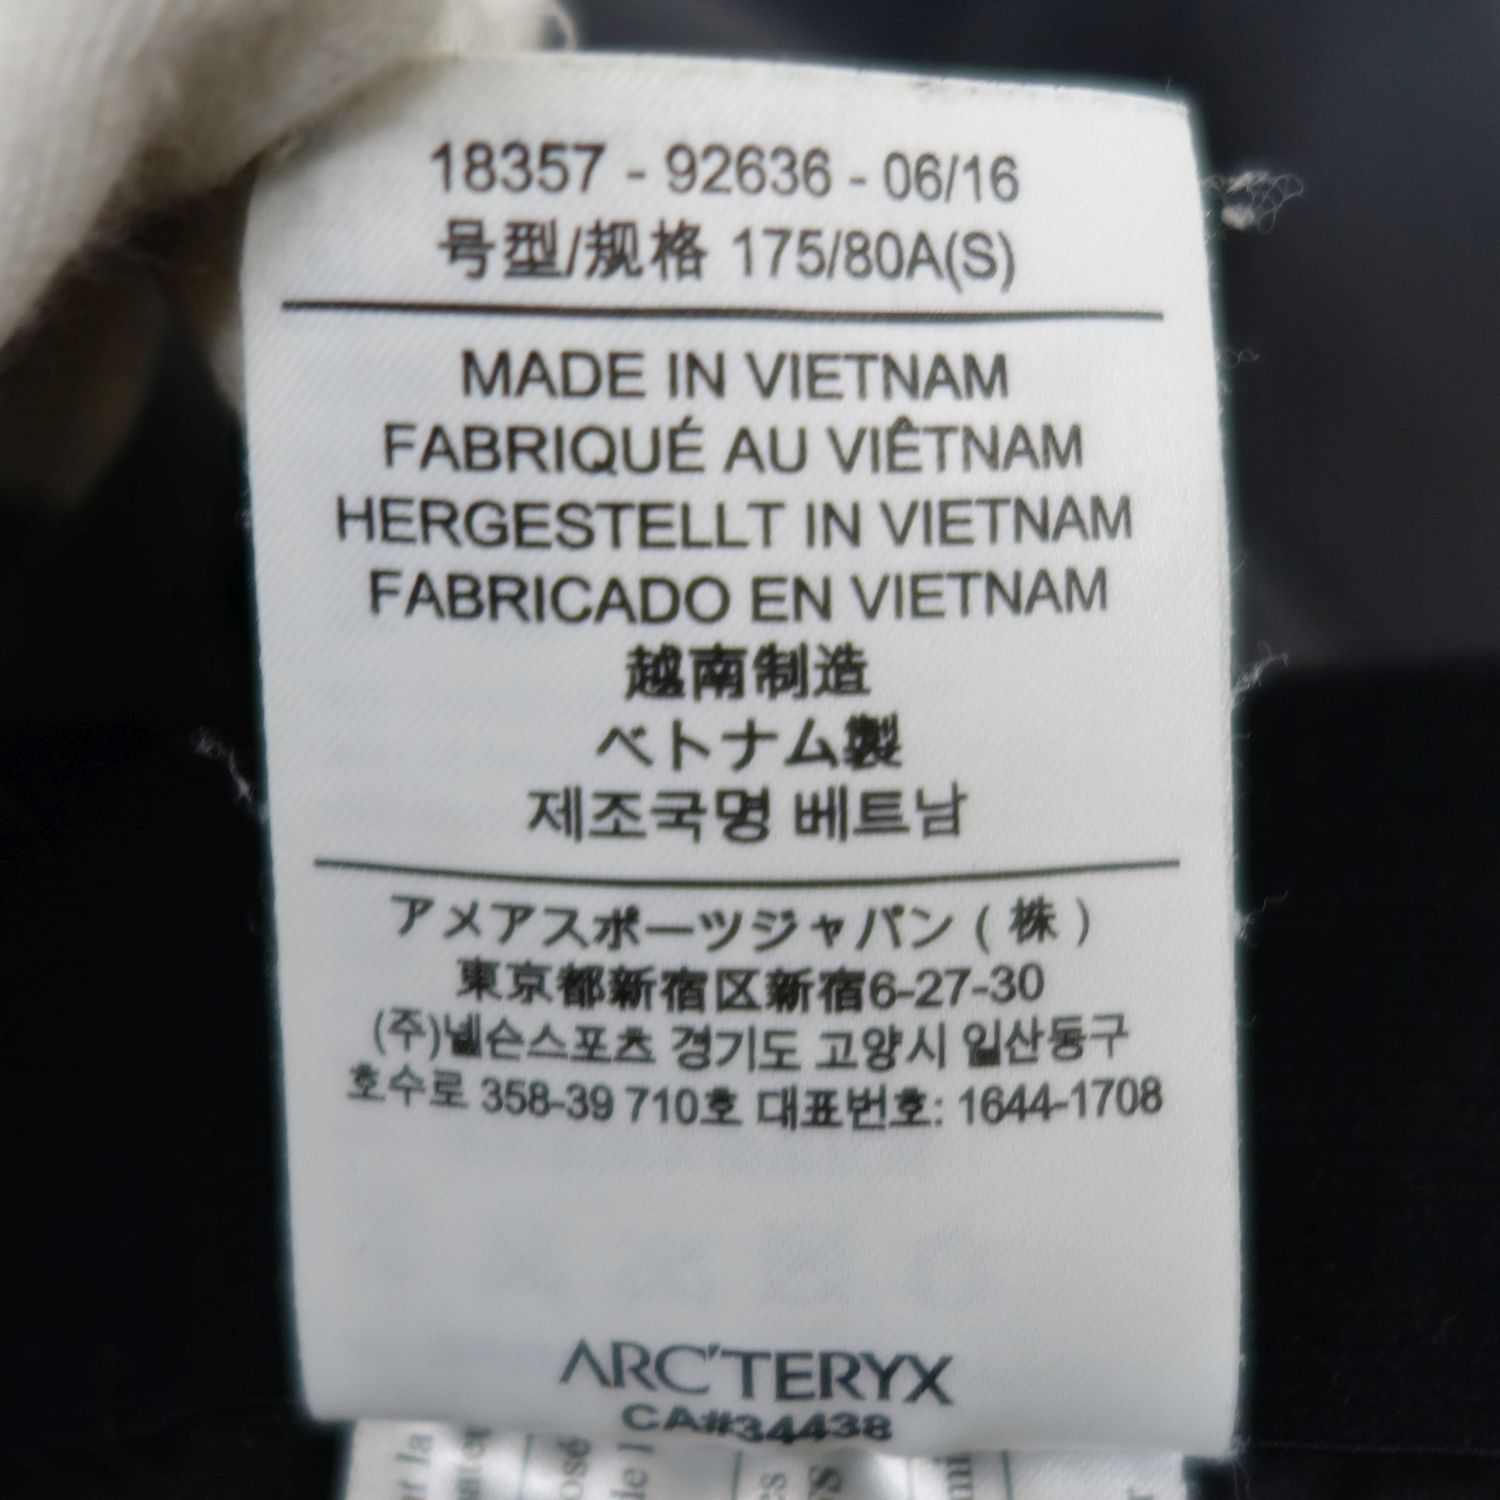 18357 - 92636 - 06/16
号型/规格 175/80A(S)
MADE IN VIETNAM
FABRIQUÉ AU VIÊTNAM
HERGESTELLT IN VIETNAM
FABRICADO EN VIETNAM
越南制造
ベトナム製
제조국명 베트남
アメアスポーツジャパン ( 株 )
東京都新宿区新宿6-27-30
(주)넬슨스포츠 경기도 고양시 일산동구
호수로 358-39 710호 대표번호: 1644-1708
ARC'TERYX
CA#34438